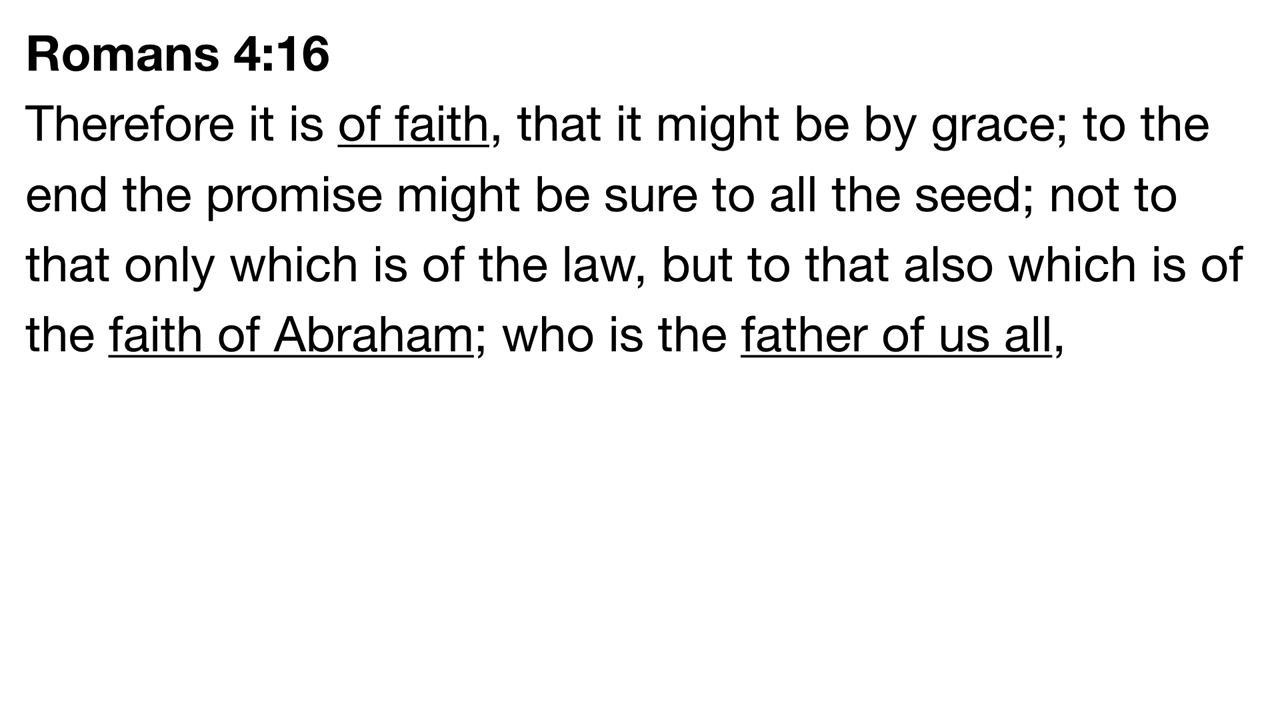 Romans 4:16
Therefore it is of faith, that it might be by grace; to the
end the promise might be sure to all the seed; not to
that only which is of the law, but to that also which is of
the faith of Abraham; who is the father of us all,